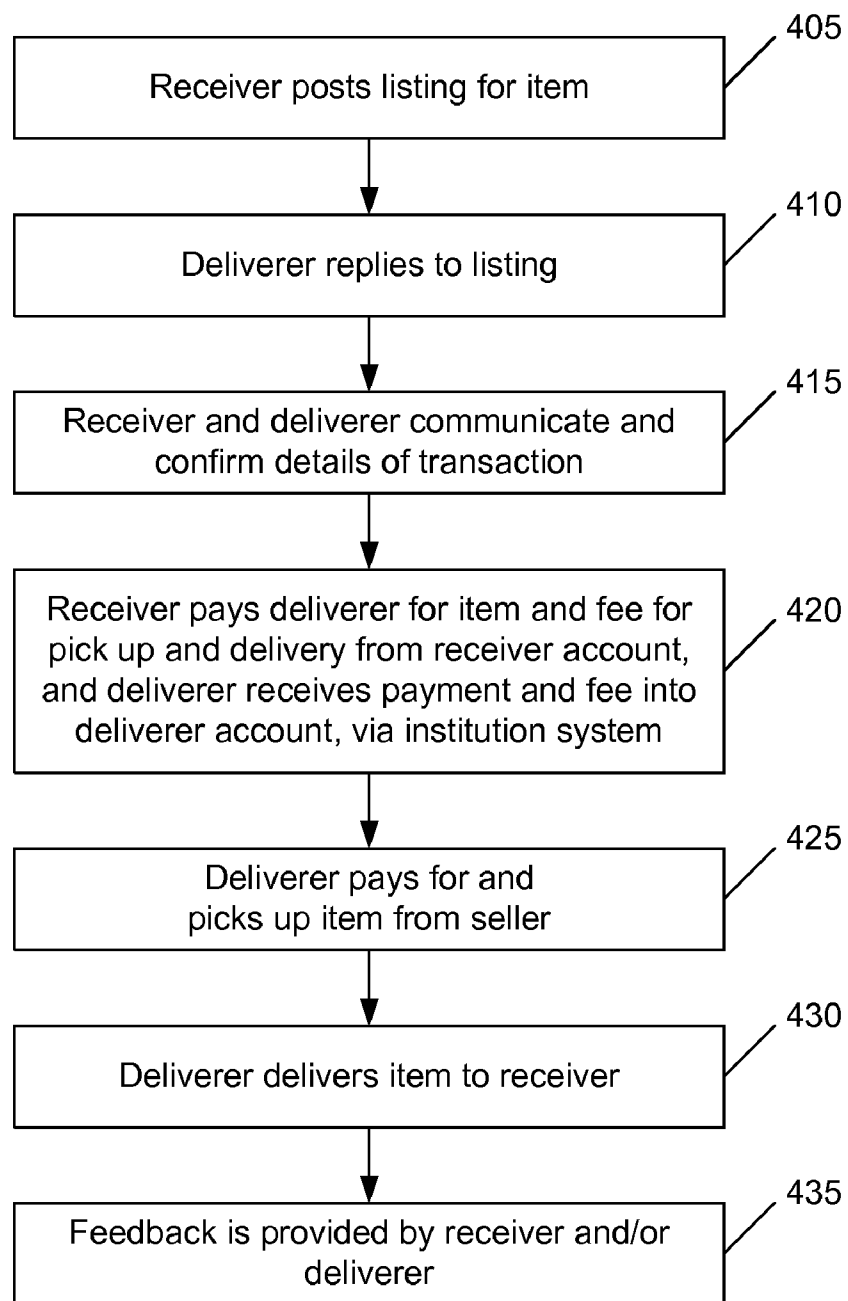 405
Receiver posts listing for item
410
Deliverer replies to listing
415
Receiver and deliverer communicate and
confirm details of transaction
420
Receiver pays deliverer for item and fee for
pick up and delivery from receiver account,
and deliverer receives payment and fee into
deliverer account, via institution system
425
Deliverer pays for and
picks up item from seller
430
Deliverer delivers item to receiver
435
Feedback is provided by receiver and/or
deliverer